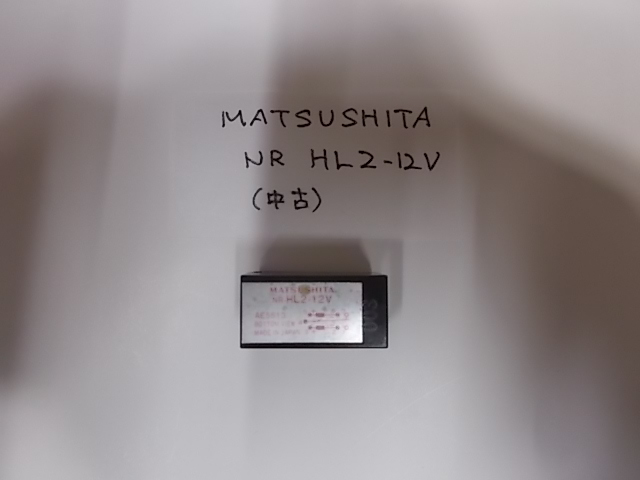 MATSUSHITA
NR HL2-12V
(中古)
MATSUSHITA
NR HL2-12V